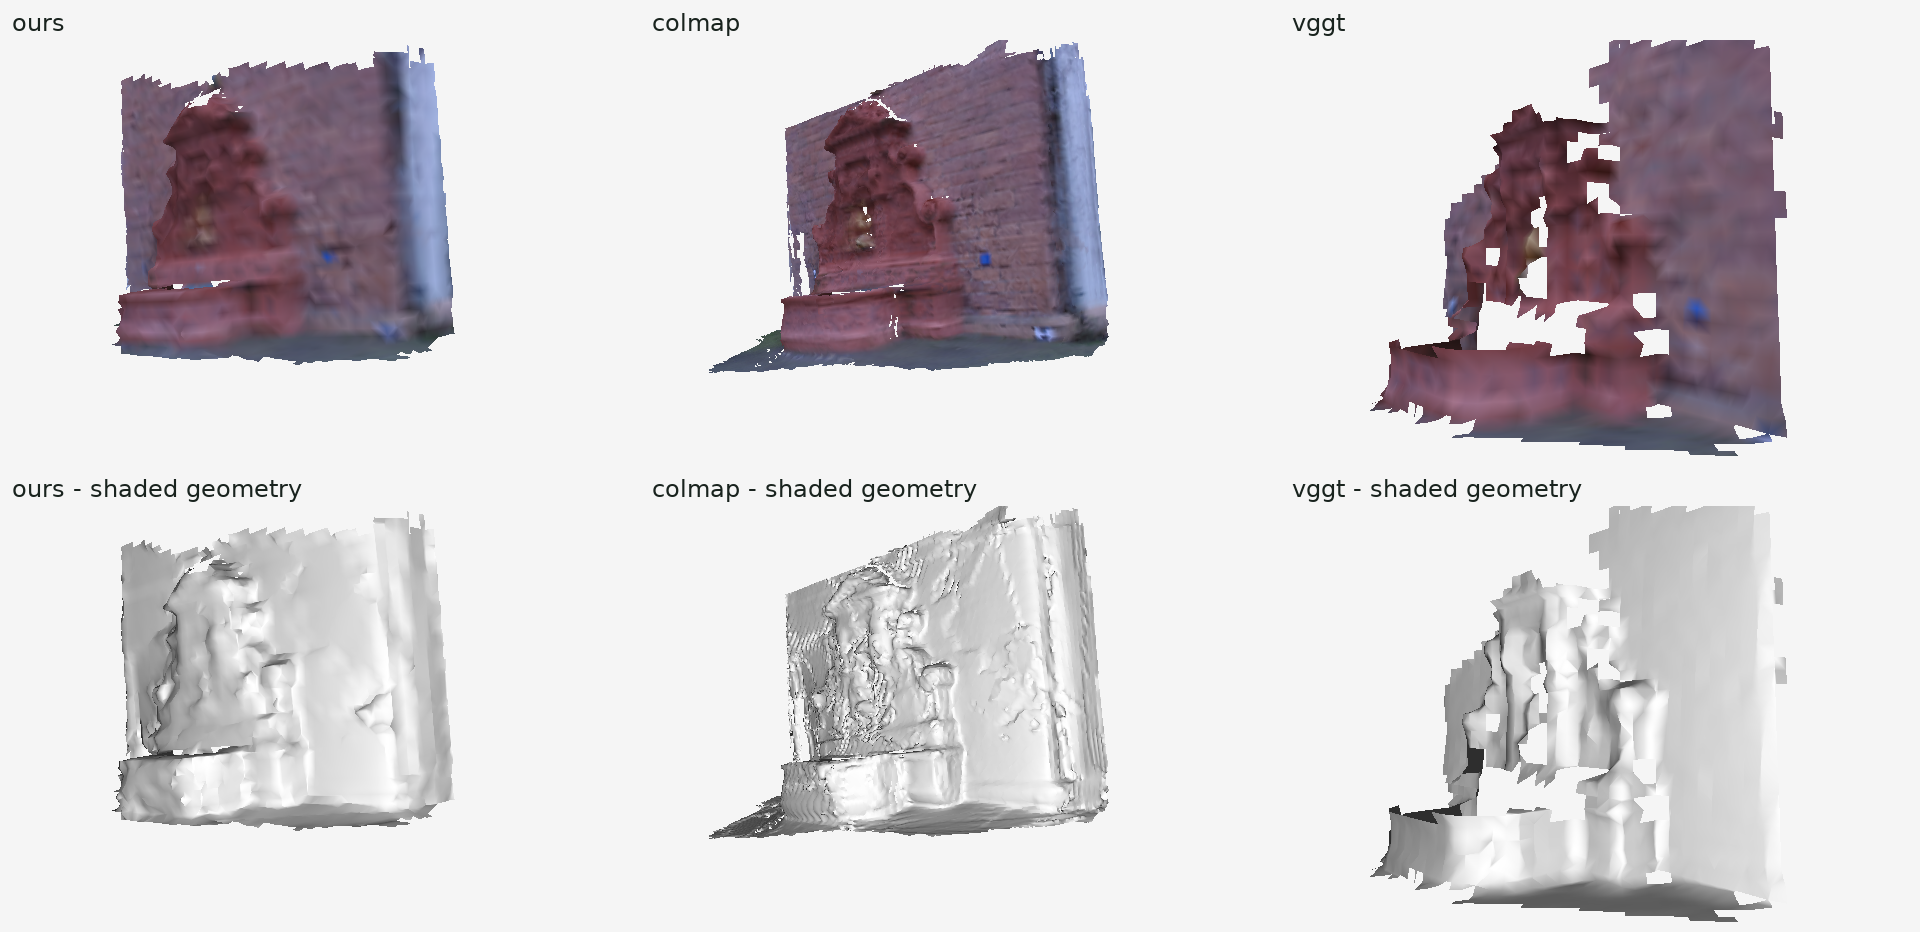 ours
colmap
vggt
ours - shaded geometry
colmap - shaded geometry
vggt - shaded geometry